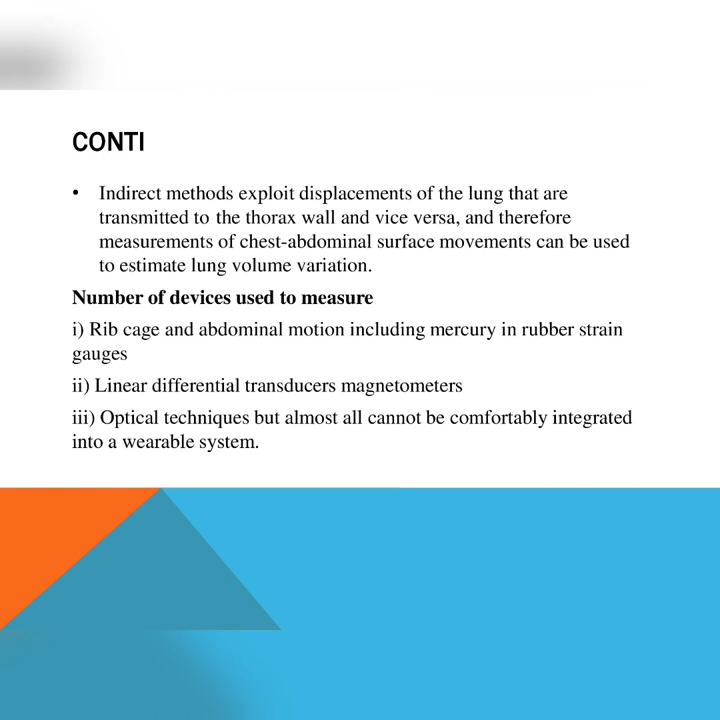 CONTI
• Indirect methods exploit displacements of the lung that are
transmitted to the thorax wall and vice versa, and therefore
measurements of chest-abdominal surface movements can be used
to estimate lung volume variation.
Number of devices used to measure
i) Rib cage and abdominal motion including mercury in rubber strain
gauges
ii) Linear differential transducers magnetometers
iii) Optical techniques but almost all cannot be comfortably integrated
into a wearable system.